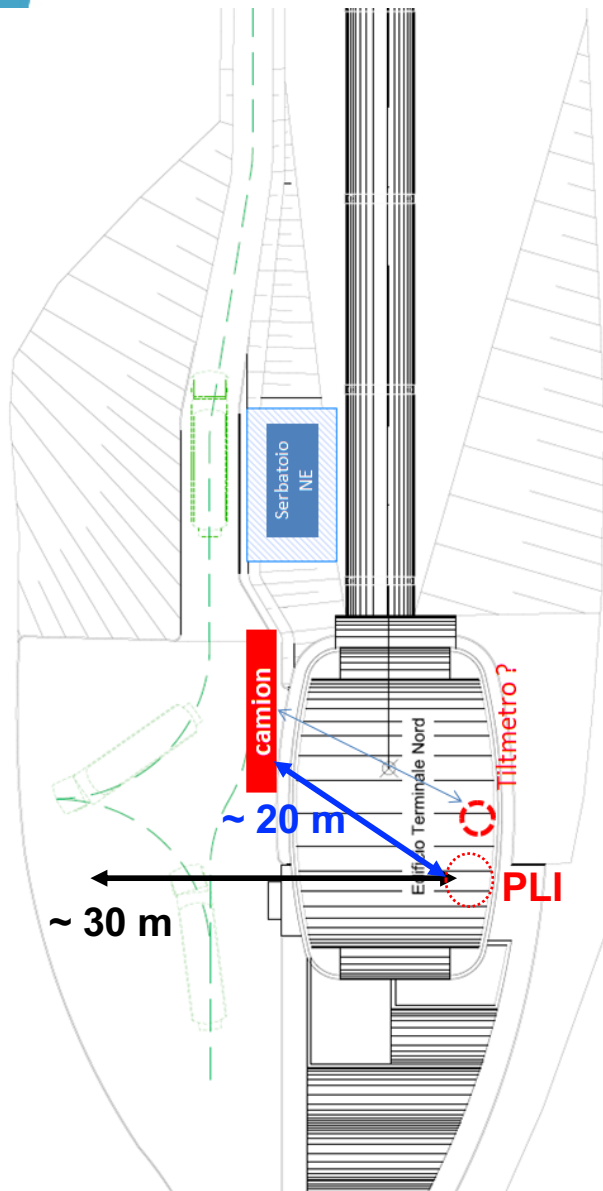 Serbatoio
NE
camion
Tiltmetro ?
Edificio Terminale Nord
~ 20 m
PLI
~ 30 m